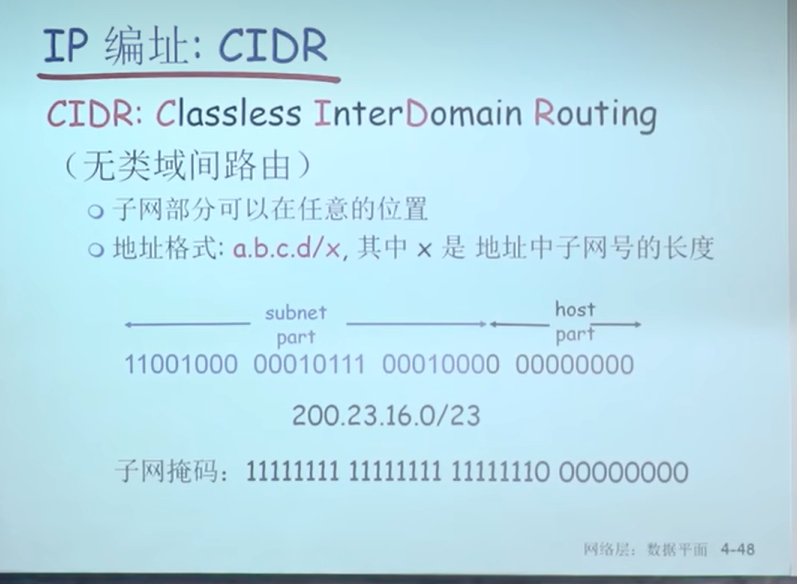 IP 编址: CIDR
CIDR: Classless InterDomain Routing
（无类域间路由）
子网部分可以在任意的位置
地址格式: a.b.c.d/x, 其中 x 是 地址中子网号的长度
subnet part
host part
11001000 00010111 00010000 00000000
200.23.16.0/23
子网掩码: 11111111 11111111 11111110 00000000
网络层: 数据平面 4-48